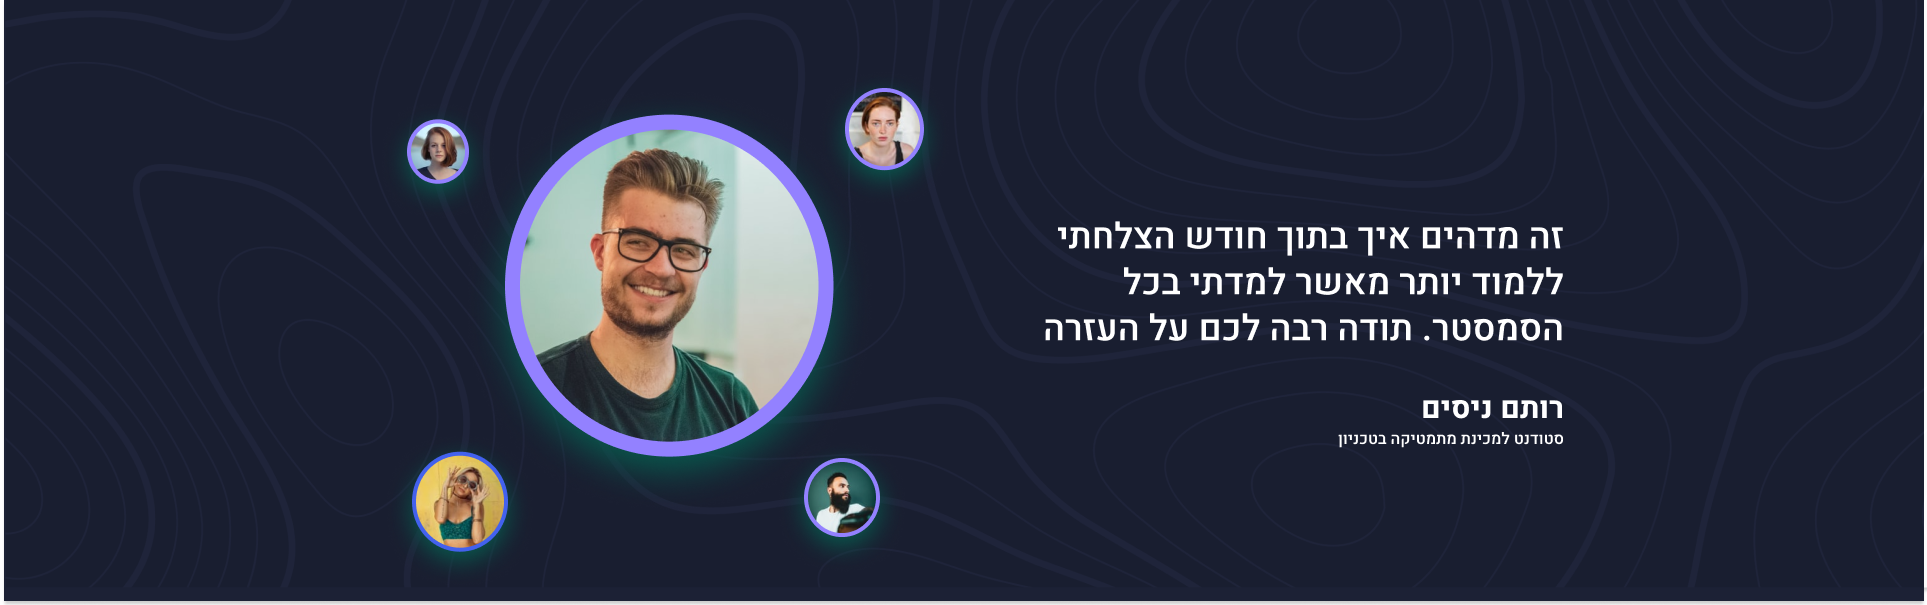 זה מדהים איך בתוך חודש הצלחתי
ללמוד יותר מאשר למדתי בכל
הסמסטר. תודה רבה לכם על העזרה
רותם ניסים
סטודנט למכינת מתמטיקה בטכניון